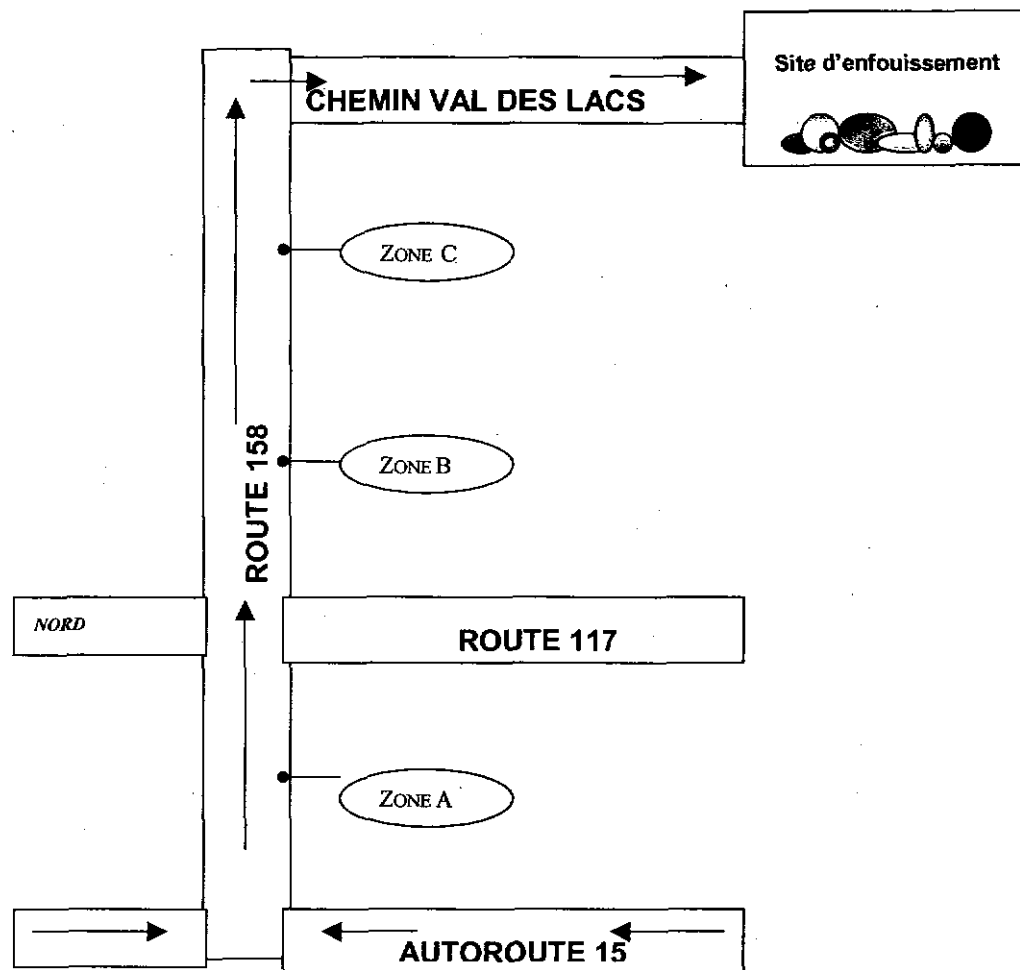 Site d'enfouissement
CHEMIN VAL DES LACS
ZONE C
ROUTE 158
ZONE B
NORD
ROUTE 117
ZONE A
AUTOROUTE 15